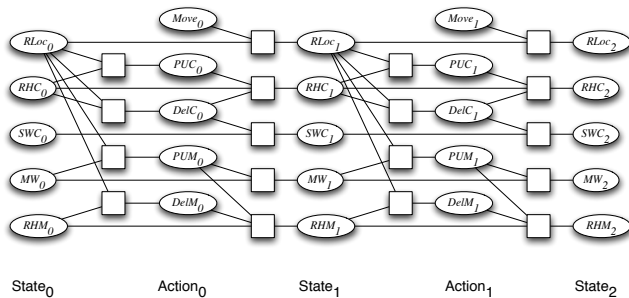 Move₀ Move₁
RLoc₀ RLoc₁ RLoc₂
PUC₀ PUC₁
RHC₀ RHC₁ RHC₂
DelC₀ DelC₁
SWC₀ SWC₁ SWC₂
PUM₀ PUM₁
MW₀ MW₁ MW₂
DelM₀ DelM₁
RHM₀ RHM₁ RHM₂
State₀ Action₀ State₁ Action₁ State₂